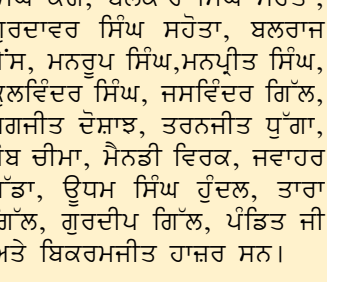 ਗੁਰਦਾਵਰ ਸਿੰਘ ਸਹੋਤਾ, ਬਲਰਾਜ
ਮਨਰੂਪ ਸਿੰਘ,ਮਨਪ੍ਰੀਤ ਸਿੰਘ,
ਕੁਲਵਿੰਦਰ ਸਿੰਘ, ਜਸਵਿੰਦਰ ਗਿੱਲ,
ਜਗਜੀਤ ਦੋਸ਼ਾਝ, ਤਰਨਜੀਤ ਧੁੱਗਾ,
ਚੀਮਾ, ਮੈਨਡੀ ਵਿਰਕ, ਜਵਾਹਰ
ਊਧਮ ਸਿੰਘ ਹੁੰਦਲ, ਤਾਰਾ
ਗਿੱਲ, ਗੁਰਦੀਪ ਗਿੱਲ, ਪੰਡਿਤ ਜੀ
ਅਤੇ ਬਿਕਰਮਜੀਤ ਹਾਜ਼ਰ ਸਨ।